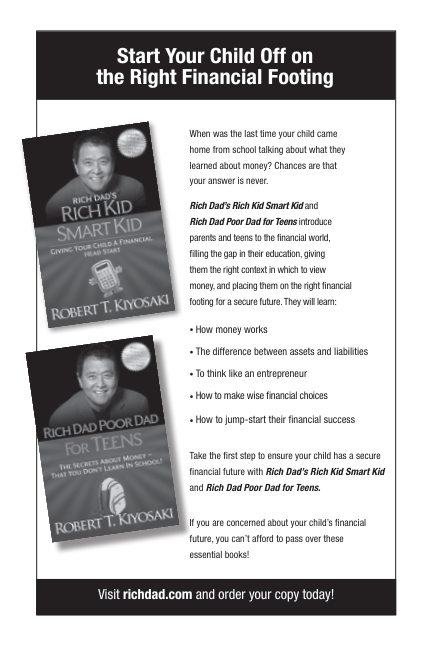 Start Your Child Off on
the Right Financial Footing
RICH DAD'S
RICH KID
SMART KID
GIVING YOUR CHILD A FINANCIAL
HEAD START
ROBERT T. KIYOSAKI
RICH DAD POOR DAD
FOR TEENS
THE SECRETS ABOUT MONEY –
THAT YOU DON'T LEARN IN SCHOOL!
ROBERT T. KIYOSAKI
When was the last time your child came
home from school talking about what they
learned about money? Chances are that
your answer is never.
Rich Dad's Rich Kid Smart Kid and
Rich Dad Poor Dad for Teens introduce
parents and teens to the financial world,
filling the gap in their education, giving
them the right context in which to view
money, and placing them on the right financial
footing for a secure future. They will learn:
• How money works
• The difference between assets and liabilities
• To think like an entrepreneur
• How to make wise financial choices
• How to jump-start their financial success
Take the first step to ensure your child has a secure
financial future with Rich Dad's Rich Kid Smart Kid
and Rich Dad Poor Dad for Teens.
If you are concerned about your child's financial
future, you can't afford to pass over these
essential books!
Visit richdad.com and order your copy today!